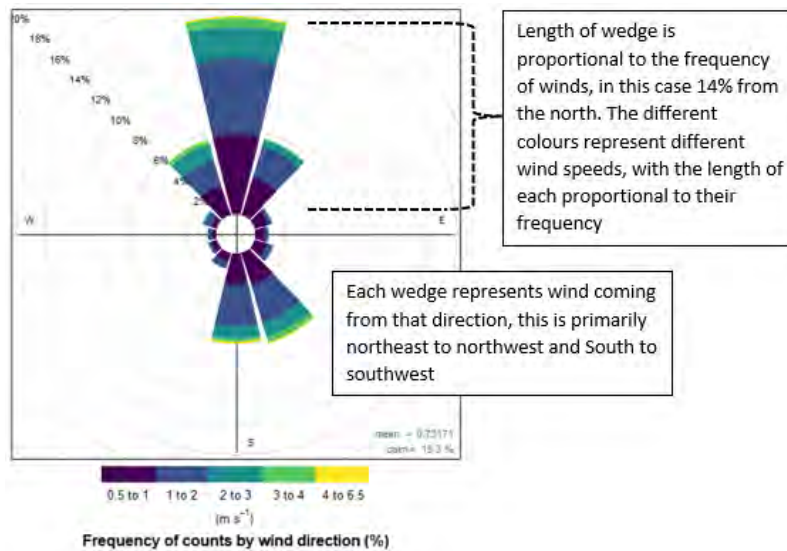 20%
18%
16%
14%
12%
10%
8%
6%
4%
2%
W
E
S
Length of wedge is
proportional to the frequency
of winds, in this case 14% from
the north. The different
colours represent different
wind speeds, with the length of
each proportional to their
frequency
Each wedge represents wind coming
from that direction, this is primarily
northeast to northwest and South to
southwest
mean = 0.73171
calm = 15.3 %
0.5 to 1 1 to 2 2 to 3 3 to 4 4 to 6.5
(m s⁻¹)
Frequency of counts by wind direction (%)